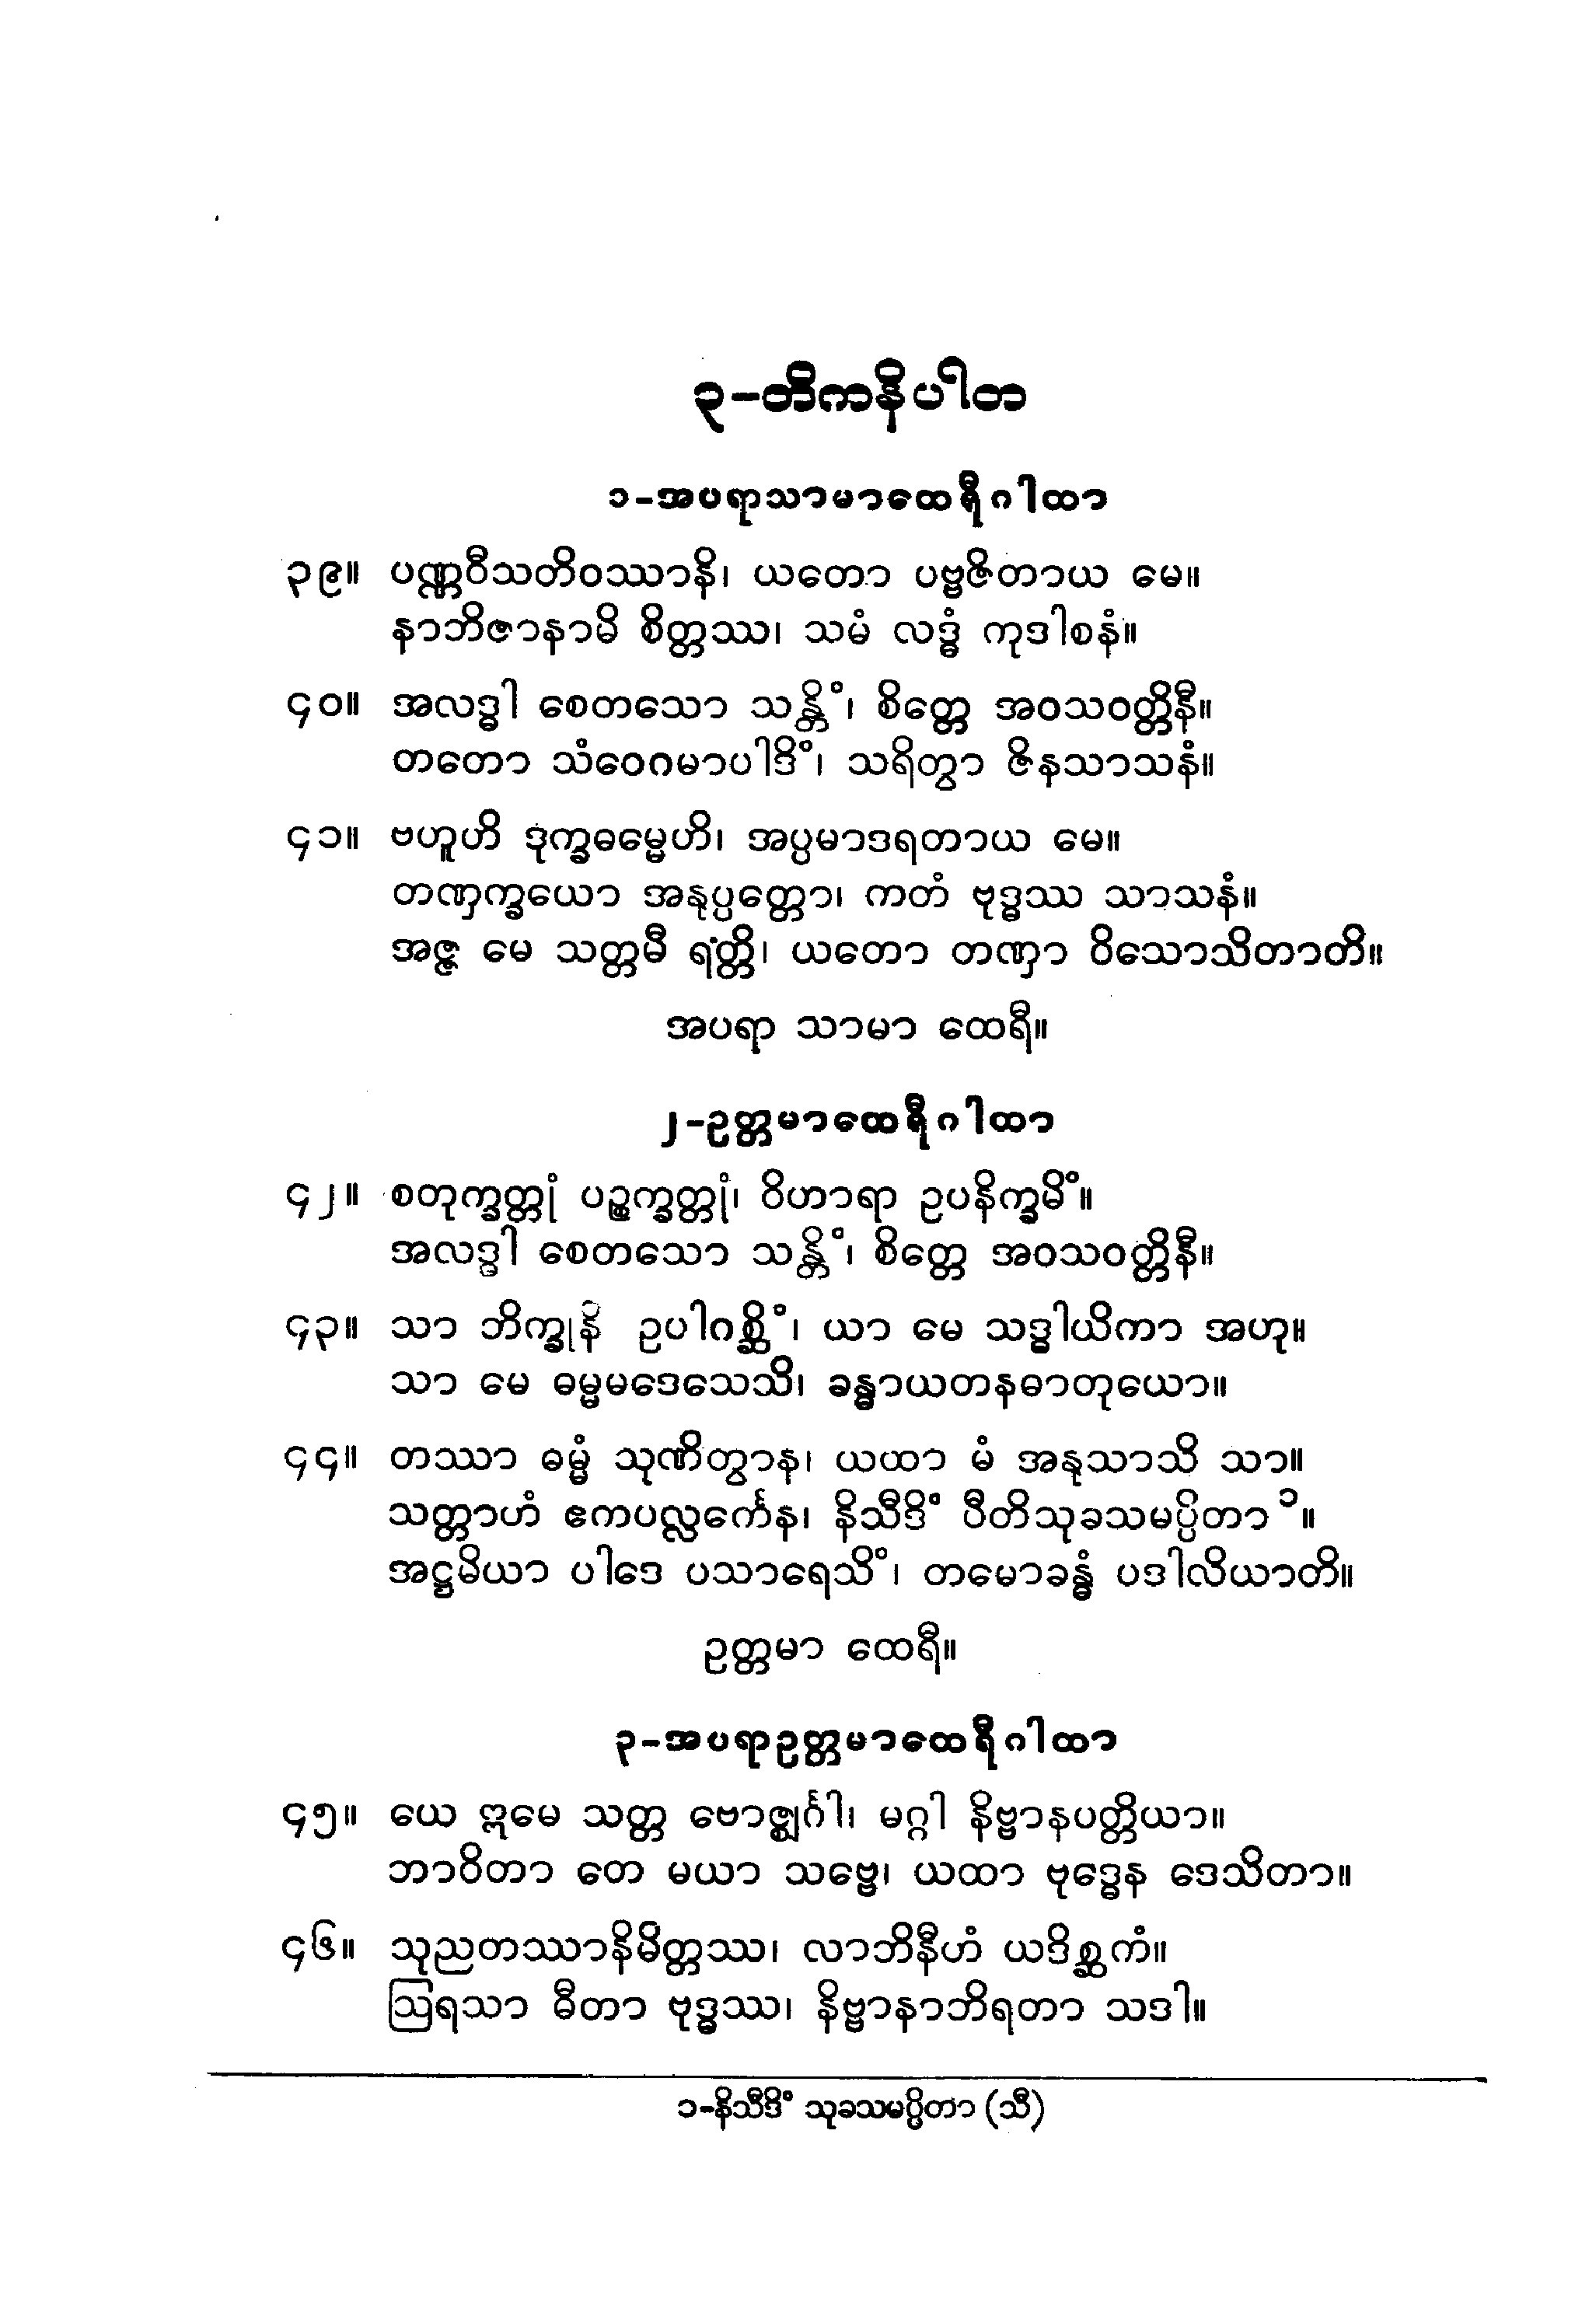 ၃-တိကနိပါတ
၁-အပရာသာမာထေရီဂါထာ
၃၉။ ပဏ္ဏဝီသတိဝဿာနိ၊ ယတော ပဗ္ဗဇိတာယ မေ။
နာဘိဇာနာမိ စိတ္တဿ၊ သမံ လဒ္ဓံ ကုဒါစနံ။
၄၀။ အလဒ္ဓါ စေတသော သန္တိံ၊ စိတ္တေ အဝသဝတ္တိနီ။
တတော သံဝေဂမာပါဒိံ၊ သရိတွာ ဇိနသာသနံ။
၄၁။ ဗဟူဟိ ဒုက္ခဓမ္မေဟိ၊ အပ္ပမာဒရတာယ မေ။
တဏှက္ခယော အနုပ္ပတ္တော၊ ကတံ ဗုဒ္ဓဿ သာသနံ။
အဇ္ဇ မေ သတ္တမီ ရတ္တိ၊ ယတော တဏှာ ဝိသောသိတာတိ။
အပရာ သာမာ ထေရီ။
၂-ဥတ္တမာထေရီဂါထာ
၄၂။ စတုက္ခတ္တုံ ပဉ္စက္ခတ္တုံ၊ ဝိဟာရာ ဥပနိက္ခမိံ။
အလဒ္ဓါ စေတသော သန္တိံ၊ စိတ္တေ အဝသဝတ္တိနီ။
၄၃။ သာ ဘိက္ခုနိံ ဥပါဂစ္ဆိံ၊ ယာ မေ သဒ္ဓါယိကာ အဟု။
သာ မေ ဓမ္မမဒေသေသိ၊ ခန္ဓာယတနဓာတုယော။
၄၄။ တဿာ ဓမ္မံ သုဏိတွာန၊ ယထာ မံ အနုသာသိ သာ။
သတ္တာဟံ ဧကပလ္လင်္ကေန၊ နိသီဒိံ ပီတိသုခသမပ္ပိတာ ၁။
အဋ္ဌမိယာ ပါဒေ ပသာရေသိံ၊ တမောခန္ဓံ ပဒါလိယာတိ။
ဥတ္တမာ ထေရီ။
၃-အပရာဥတ္တမာထေရီဂါထာ
၄၅။ ယေ ဣမေ သတ္တ ဗောဇ္ဈင်္ဂါ၊ မဂ္ဂါ နိဗ္ဗာနပတ္တိယာ။
ဘာဝိတာ တေ မယာ သဗ္ဗေ၊ ယထာ ဗုဒ္ဓေန ဒေသိတာ။
၄၆။ သုညတဿာနိမိတ္တဿ၊ လာဘိနီဟံ ယဒိစ္ဆကံ။
ဩရသာ ဓီတာ ဗုဒ္ဓဿ၊ နိဗ္ဗာနာဘိရတာ သဒါ။
၁-နိသီဒိံ သုခသမပ္ပိတာ (သီ)